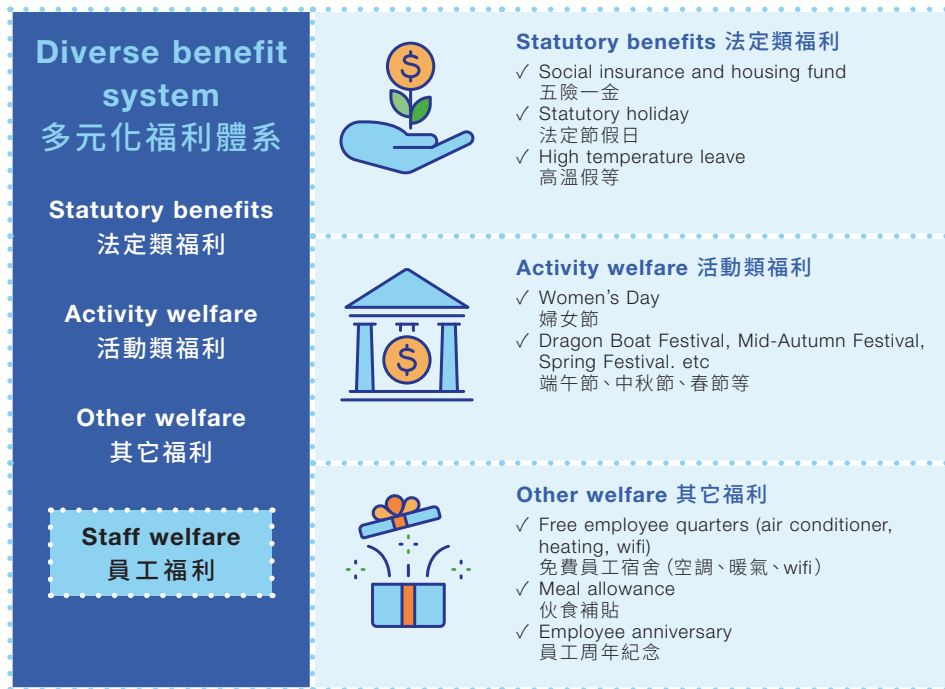 Diverse benefit
system
多元化福利體系
Statutory benefits
法定類福利
Activity welfare
活動類福利
Other welfare
其它福利
Staff welfare
員工福利
Statutory benefits 法定類福利
✓ Social insurance and housing fund
五險一金
✓ Statutory holiday
法定節假日
✓ High temperature leave
高溫假等
Activity welfare 活動類福利
✓ Women’s Day
婦女節
✓ Dragon Boat Festival, Mid-Autumn Festival,
Spring Festival. etc
端午節、中秋節、春節等
Other welfare 其它福利
✓ Free employee quarters (air conditioner,
heating, wifi)
免費員工宿舍（空調、暖氣、wifi）
✓ Meal allowance
伙食補貼
✓ Employee anniversary
員工周年紀念